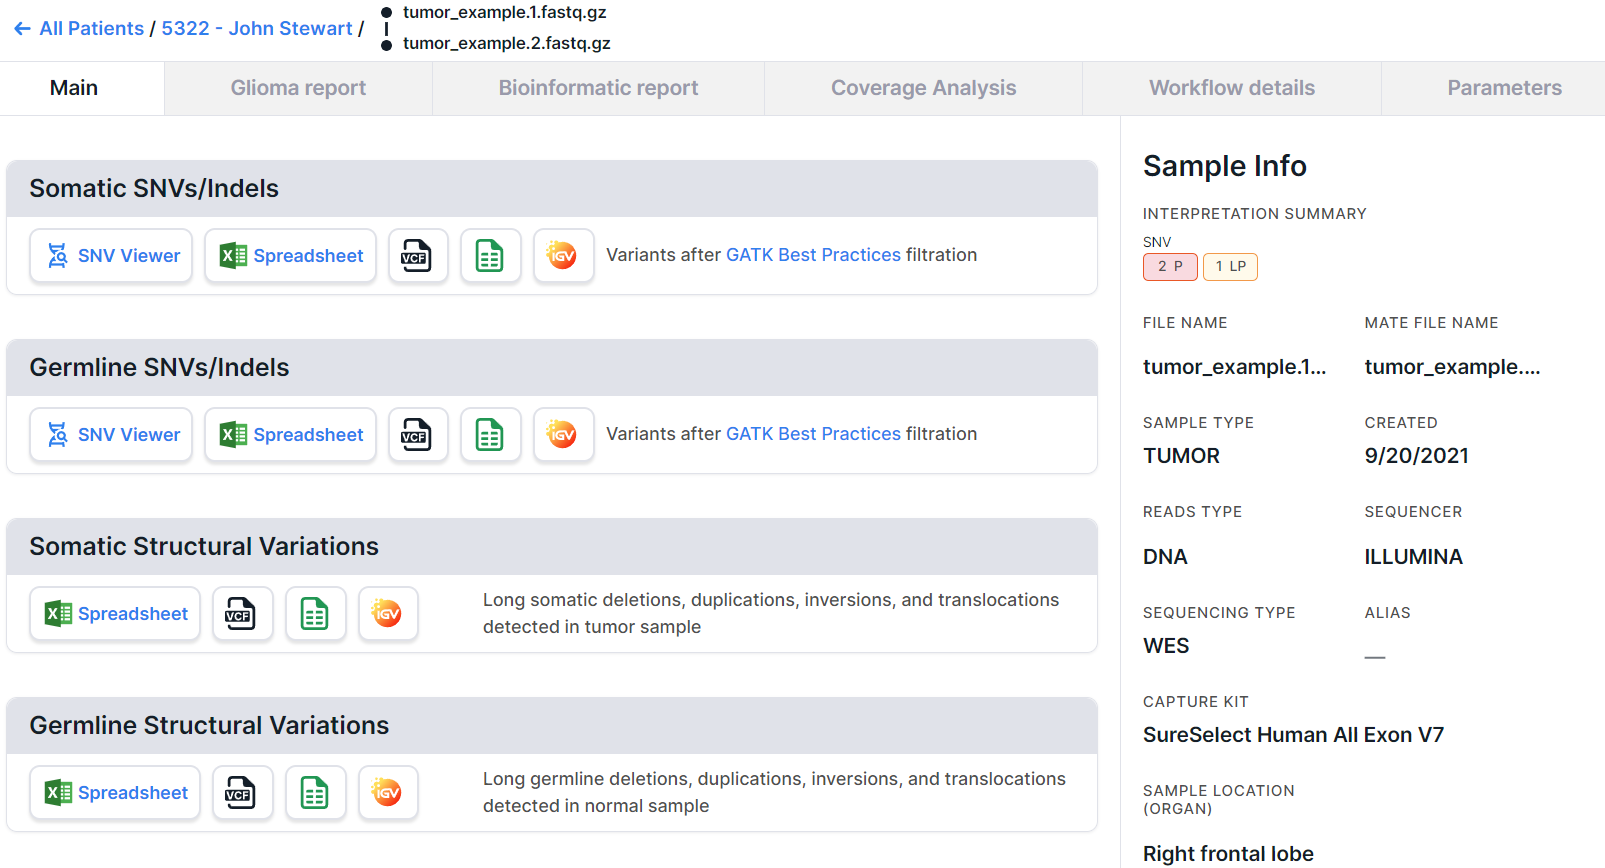 ← All Patients / 5322 - John Stewart /
tumor_example.1.fastq.gz
tumor_example.2.fastq.gz
Main
Glioma report
Bioinformatic report
Coverage Analysis
Workflow details
Parameters
Somatic SNVs/Indels
SNV Viewer
Spreadsheet
VCF
IGV
Variants after GATK Best Practices filtration
Germline SNVs/Indels
SNV Viewer
Spreadsheet
VCF
IGV
Variants after GATK Best Practices filtration
Somatic Structural Variations
Spreadsheet
VCF
IGV
Long somatic deletions, duplications, inversions, and translocations
detected in tumor sample
Germline Structural Variations
Spreadsheet
VCF
IGV
Long germline deletions, duplications, inversions, and translocations
detected in normal sample
Sample Info
INTERPRETATION SUMMARY
SNV
2 P
1 LP
FILE NAME
MATE FILE NAME
tumor_example.1...
tumor_example....
SAMPLE TYPE
CREATED
TUMOR
9/20/2021
READS TYPE
SEQUENCER
DNA
ILLUMINA
SEQUENCING TYPE
ALIAS
WES
—
CAPTURE KIT
SureSelect Human All Exon V7
SAMPLE LOCATION
(ORGAN)
Right frontal lobe